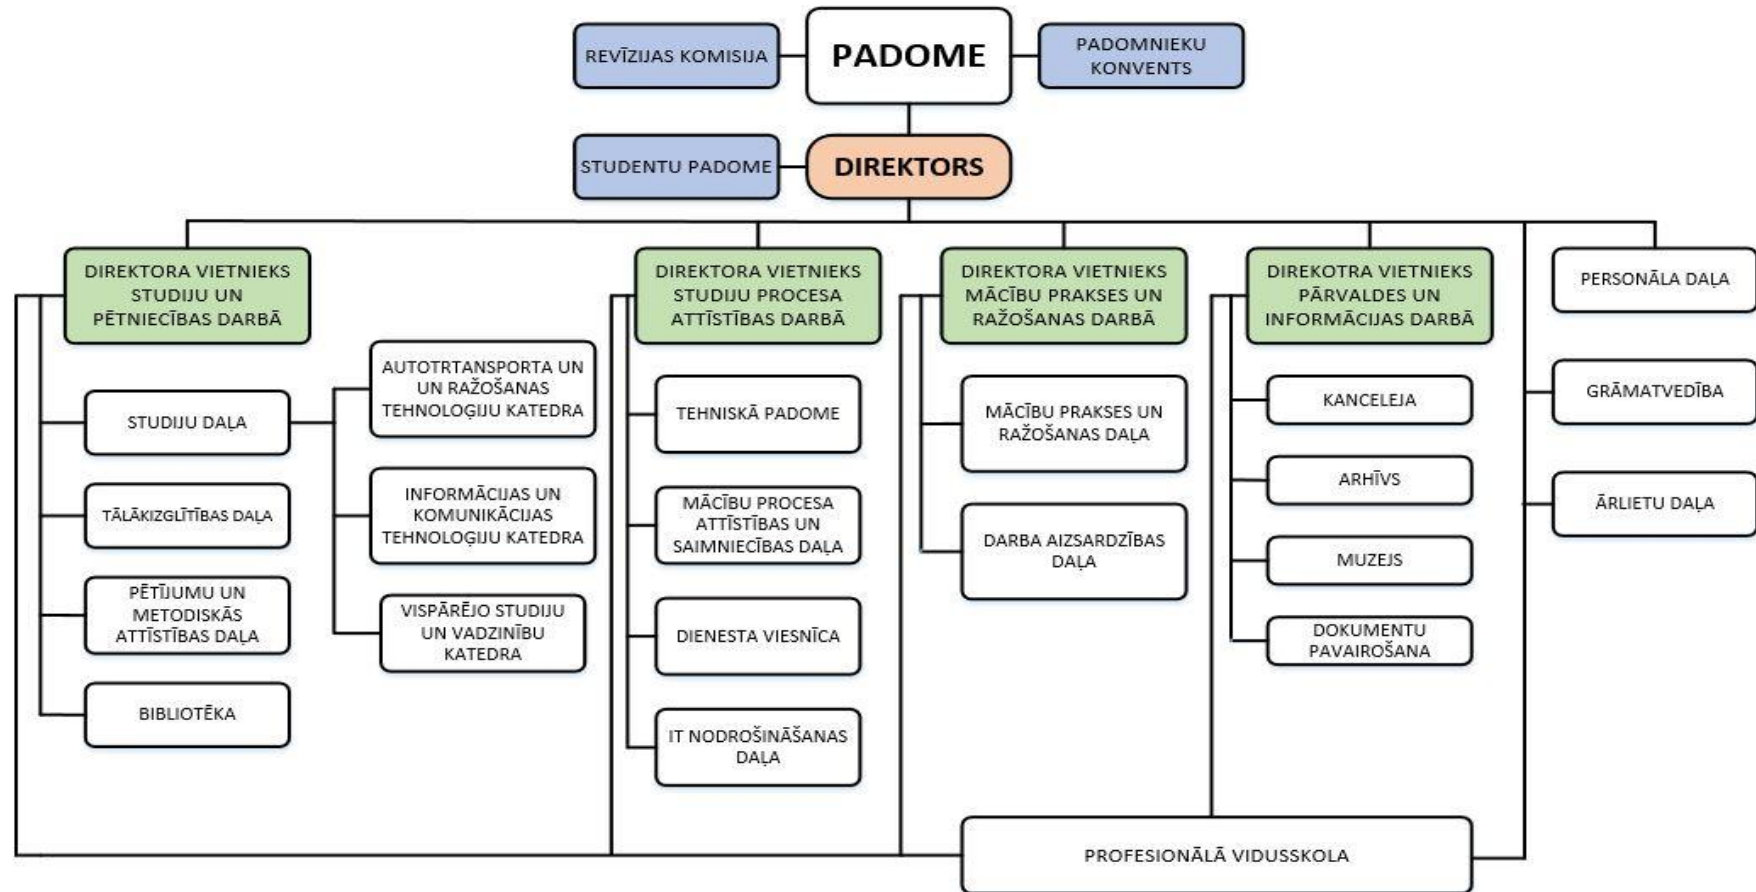 REVĪZIJAS KOMISIJA
PADOME
PADOMNIEKU
KONVENTS
STUDENTU PADOME
DIREKTORS
DIREKTORA VIETNIEKS
STUDIJU UN
PĒTNIECĪBAS DARBĀ
DIREKTORA VIETNIEKS
STUDIJU PROCESA
ATTĪSTĪBAS DARBĀ
DIREKTORA VIETNIEKS
MĀCĪBU PRAKSES UN
RAŽOŠANAS DARBĀ
DIREKOTRA VIETNIEKS
PĀRVALDES UN
INFORMĀCIJAS DARBĀ
PERSONĀLA DAĻA
GRĀMATVEDĪBA
ĀRLIETU DAĻA
STUDIJU DAĻA
TĀLĀKIZGLĪTĪBAS DAĻA
PĒTĪJUMU UN
METODISKĀS
ATTĪSTĪBAS DAĻA
BIBLIOTĒKA
AUTOTRTANSPORTA UN
UN RAŽOŠANAS
TEHNOLOĢIJU KATEDRA
INFORMĀCIJAS UN
KOMUNIKĀCIJAS
TEHNOLOĢIJU KATEDRA
VISPĀRĒJO STUDIJU
UN VADZINĪBU
KATEDRA
TEHNISKĀ PADOME
MĀCĪBU PROCESA
ATTĪSTĪBAS UN
SAIMNIECĪBAS DAĻA
DIENESTA VIESNĪCA
IT NODROŠINĀŠANAS
DAĻA
MĀCĪBU PRAKSES UN
RAŽOŠANAS DAĻA
DARBA AIZSARDZĪBAS
DAĻA
KANCELEJA
ARHĪVS
MUZEJS
DOKUMENTU
PAVAIROŠANA
PROFESIONĀLĀ VIDUSSKOLA